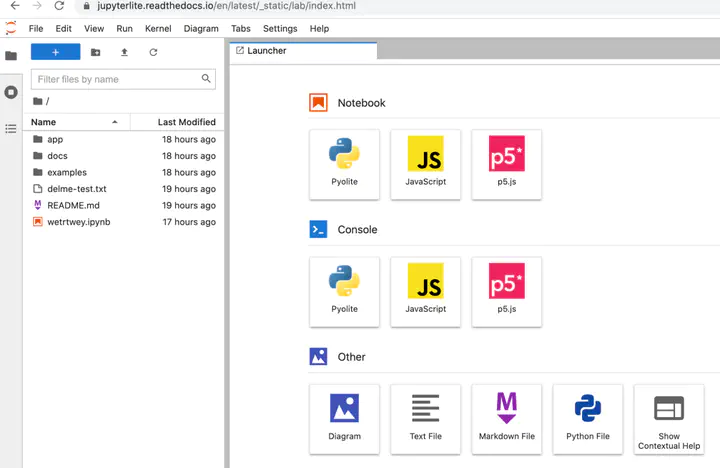 jupyterlite.readthedocs.io/en/latest/_static/lab/index.html
File Edit View Run Kernel Diagram Tabs Settings Help
Launcher
Filter files by name
/
Name Last Modified
app 18 hours ago
docs 18 hours ago
examples 18 hours ago
delme-test.txt 19 hours ago
README.md 19 hours ago
wetrtwey.ipynb 17 hours ago
Notebook
JS p5*
Pyolite JavaScript p5.js
Console
JS p5*
Pyolite JavaScript p5.js
Other
M
Diagram Text File Markdown File Python File Show
Contextual Help